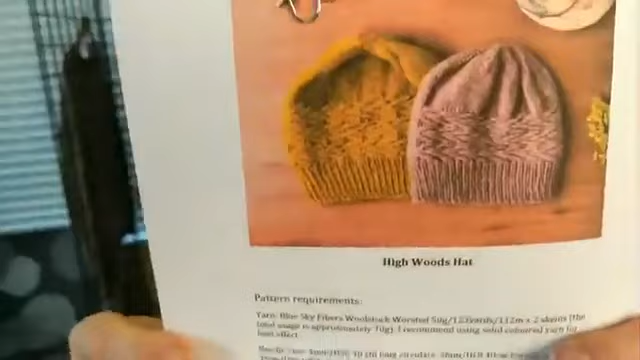 High Woods Hat
Pattern requirements:
Yarn: Blue Sky Fibers Woolstock Worsted 50g/123yards/112m x 2 skeins (the
total usage is approximately 70g). I recommend using solid coloured yarn for
best effect.